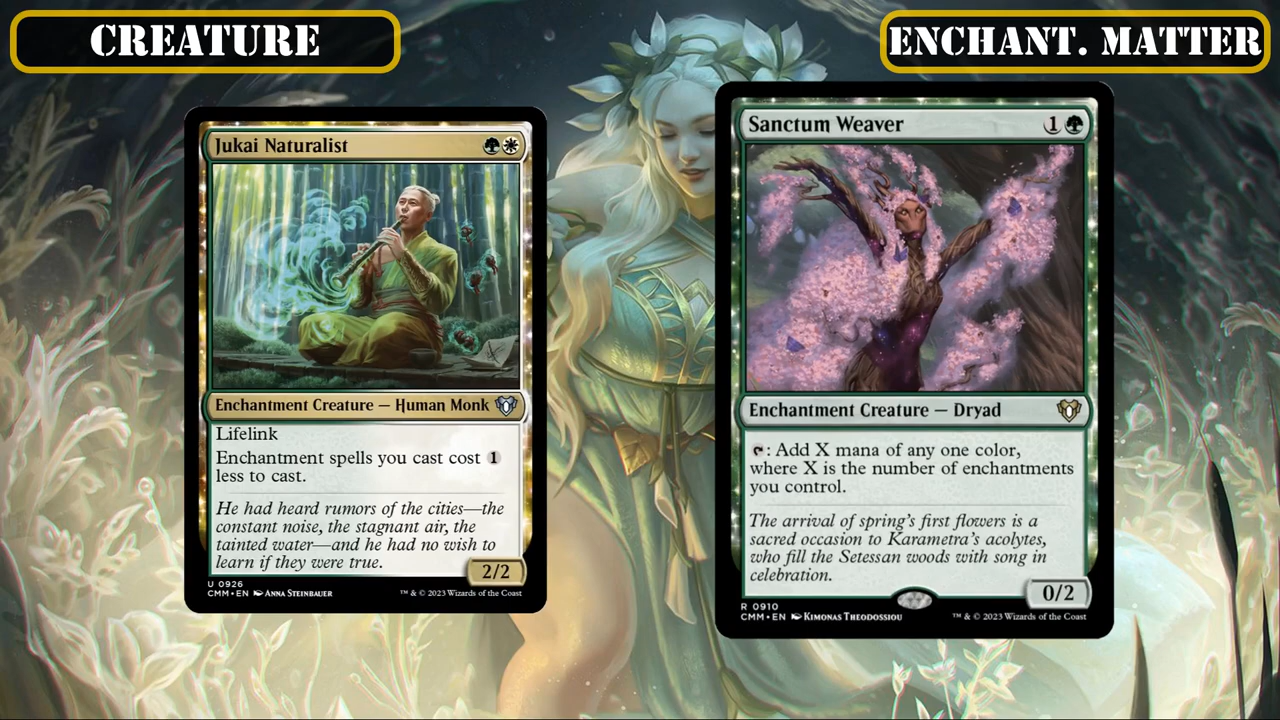 CREATURE
ENCHANT. MATTER
Jukai Naturalist
Enchantment Creature — Human Monk
Lifelink
Enchantment spells you cast cost 1
less to cast.
He had heard rumors of the cities—the
constant noise, the stagnant air, the
tainted water—and he had no wish to
learn if they were true.
2/2
U 0926
CMM • EN Anna Steinbauer
™ & © 2023 Wizards of the Coast
Sanctum Weaver
1
Enchantment Creature — Dryad
: Add X mana of any one color,
where X is the number of enchantments
you control.
The arrival of spring's first flowers is a
sacred occasion to Karametra's acolytes,
who fill the Setessan woods with song in
celebration.
0/2
R 0910
CMM • EN Kimonas Theodossiou
™ & © 2023 Wizards of the Coast